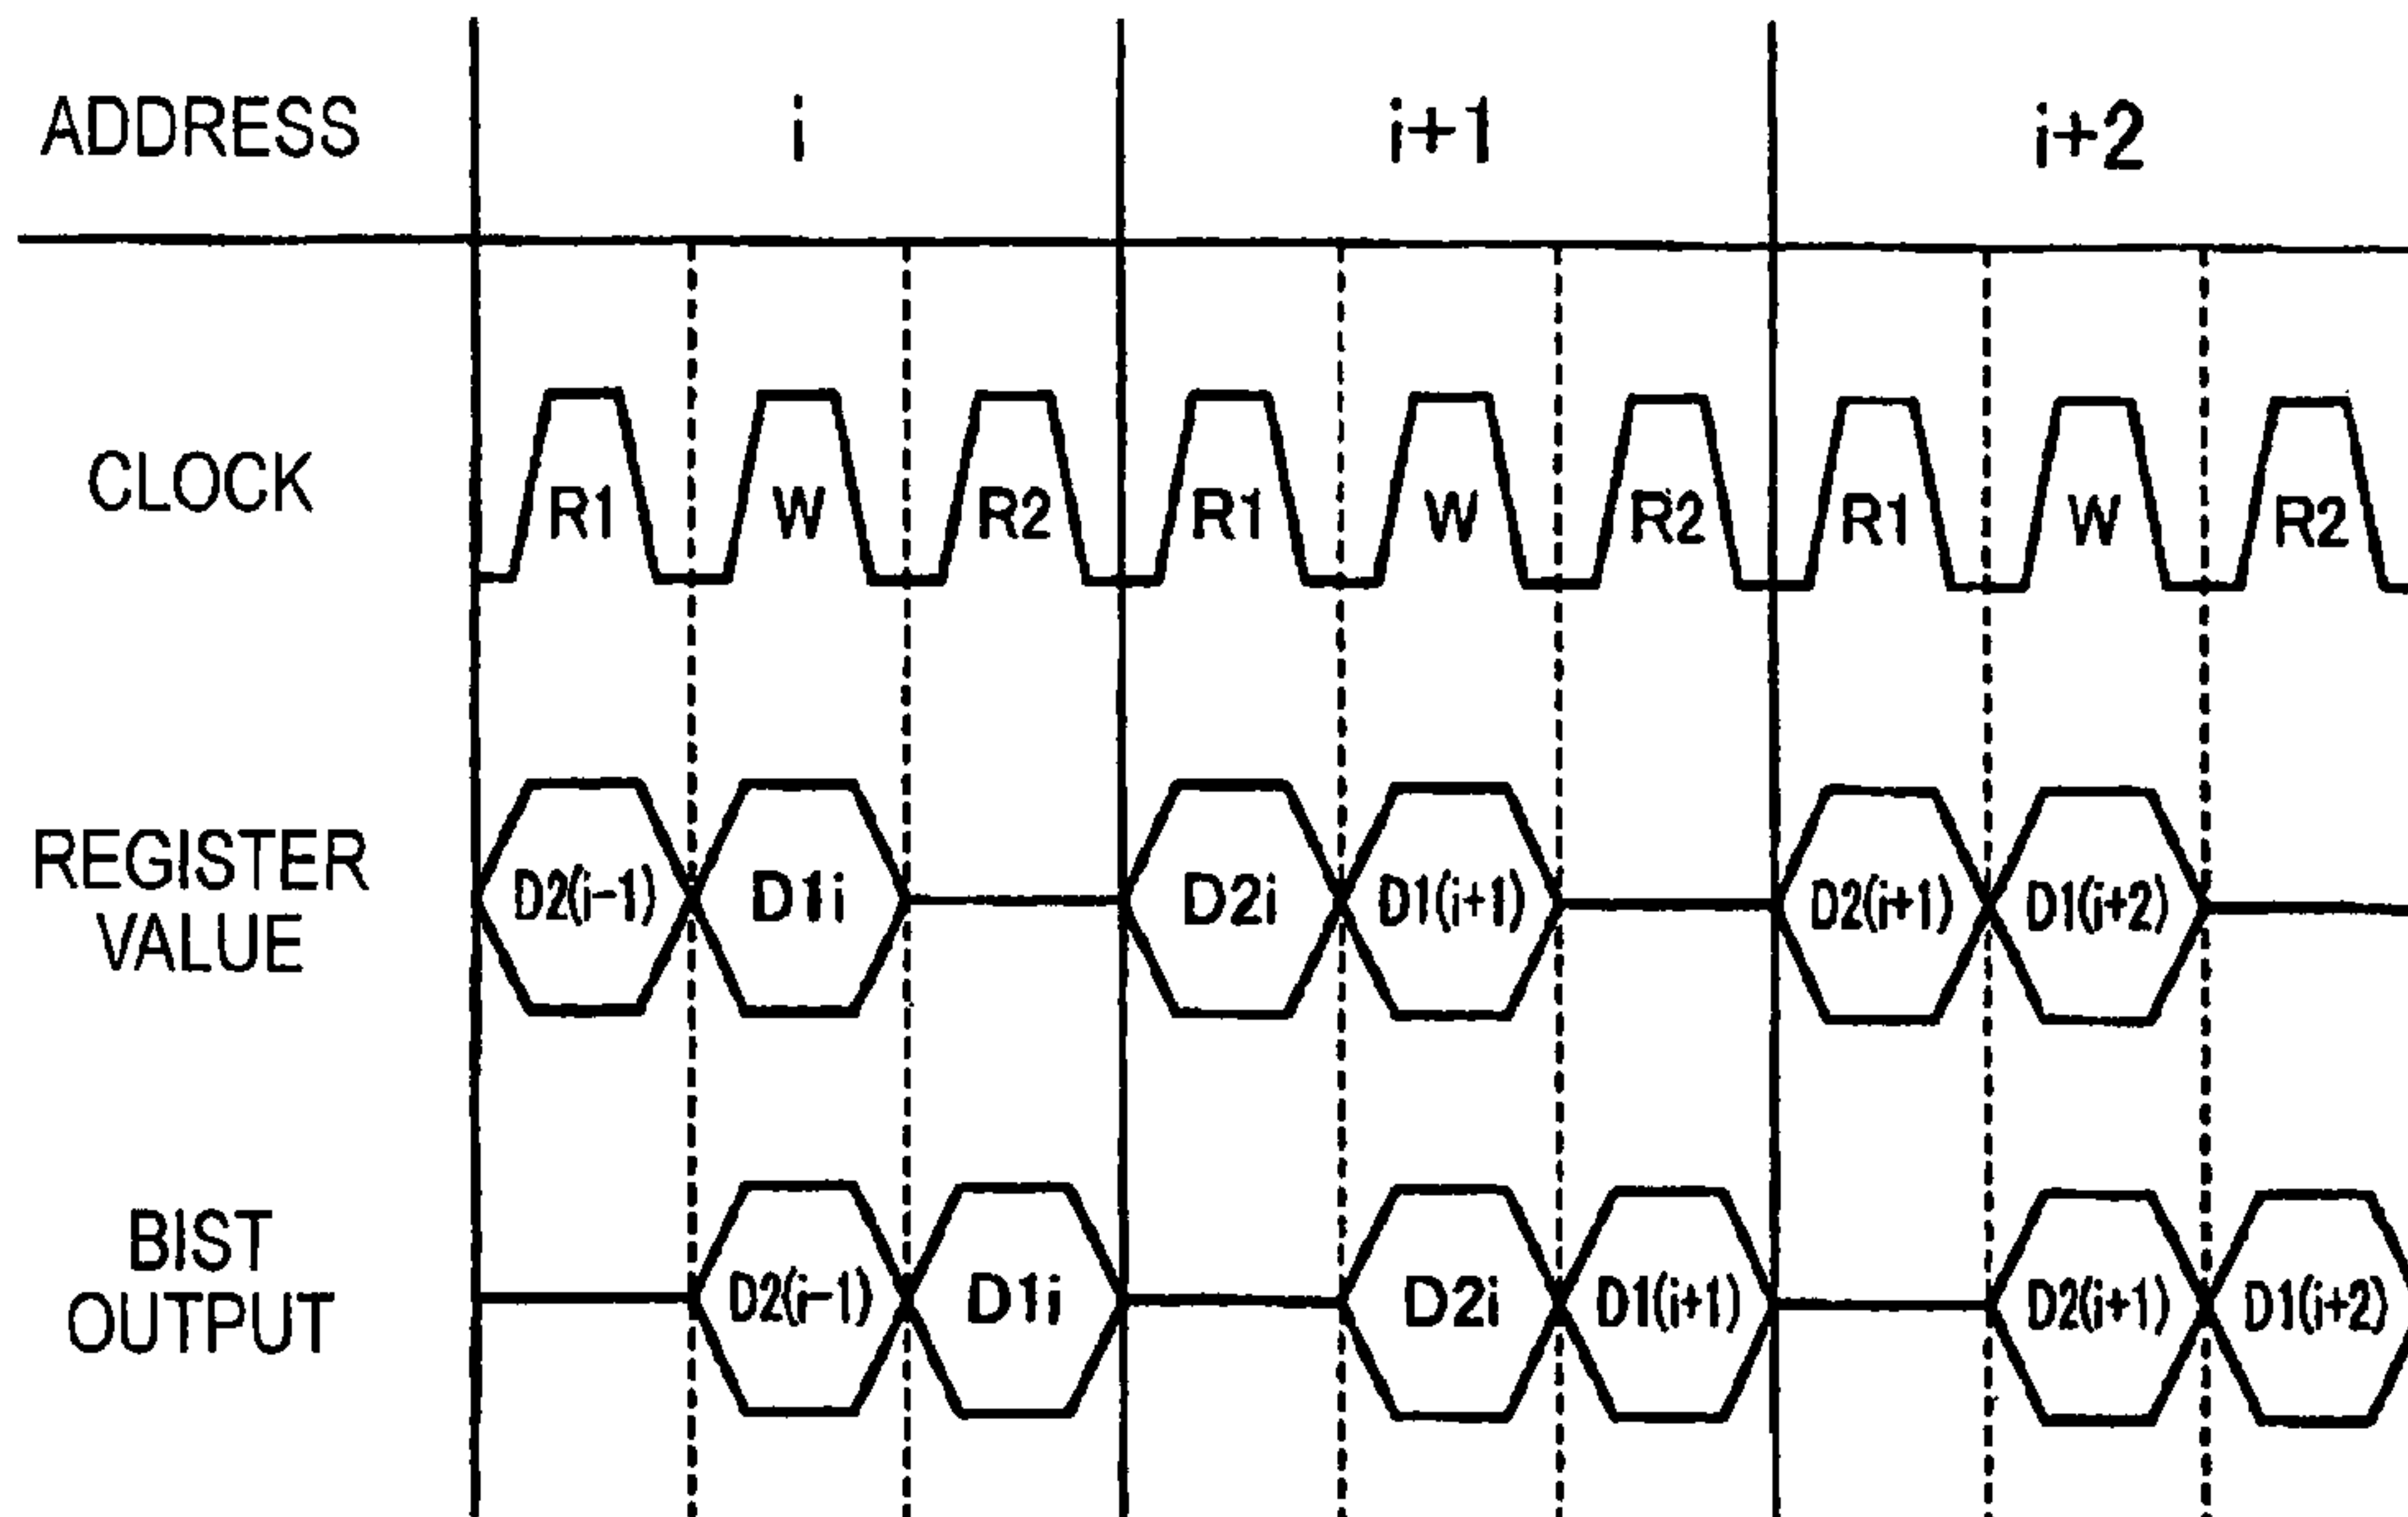 ADDRESS i i+1 i+2
CLOCK R1 W R2 R1 W R2 R1 W R2
REGISTER
VALUE
D2(i-1) D1i D2i D1(i+1) D2(i+1) D1(i+2)
BIST
OUTPUT
D2(i-1) D1i D2i D1(i+1) D2(i+1) D1(i+2)